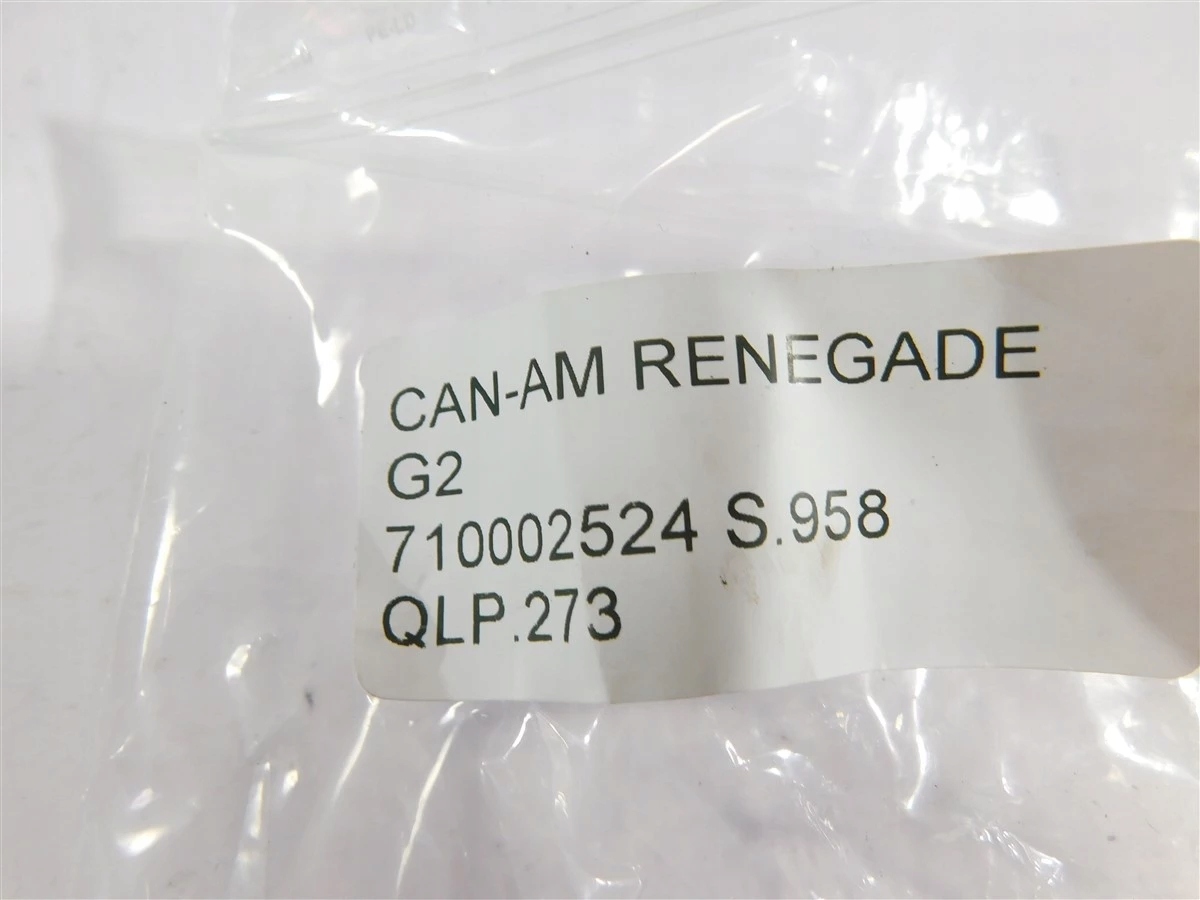 CAN-AM RENEGADE
G2
710002524 S.958
QLP.273